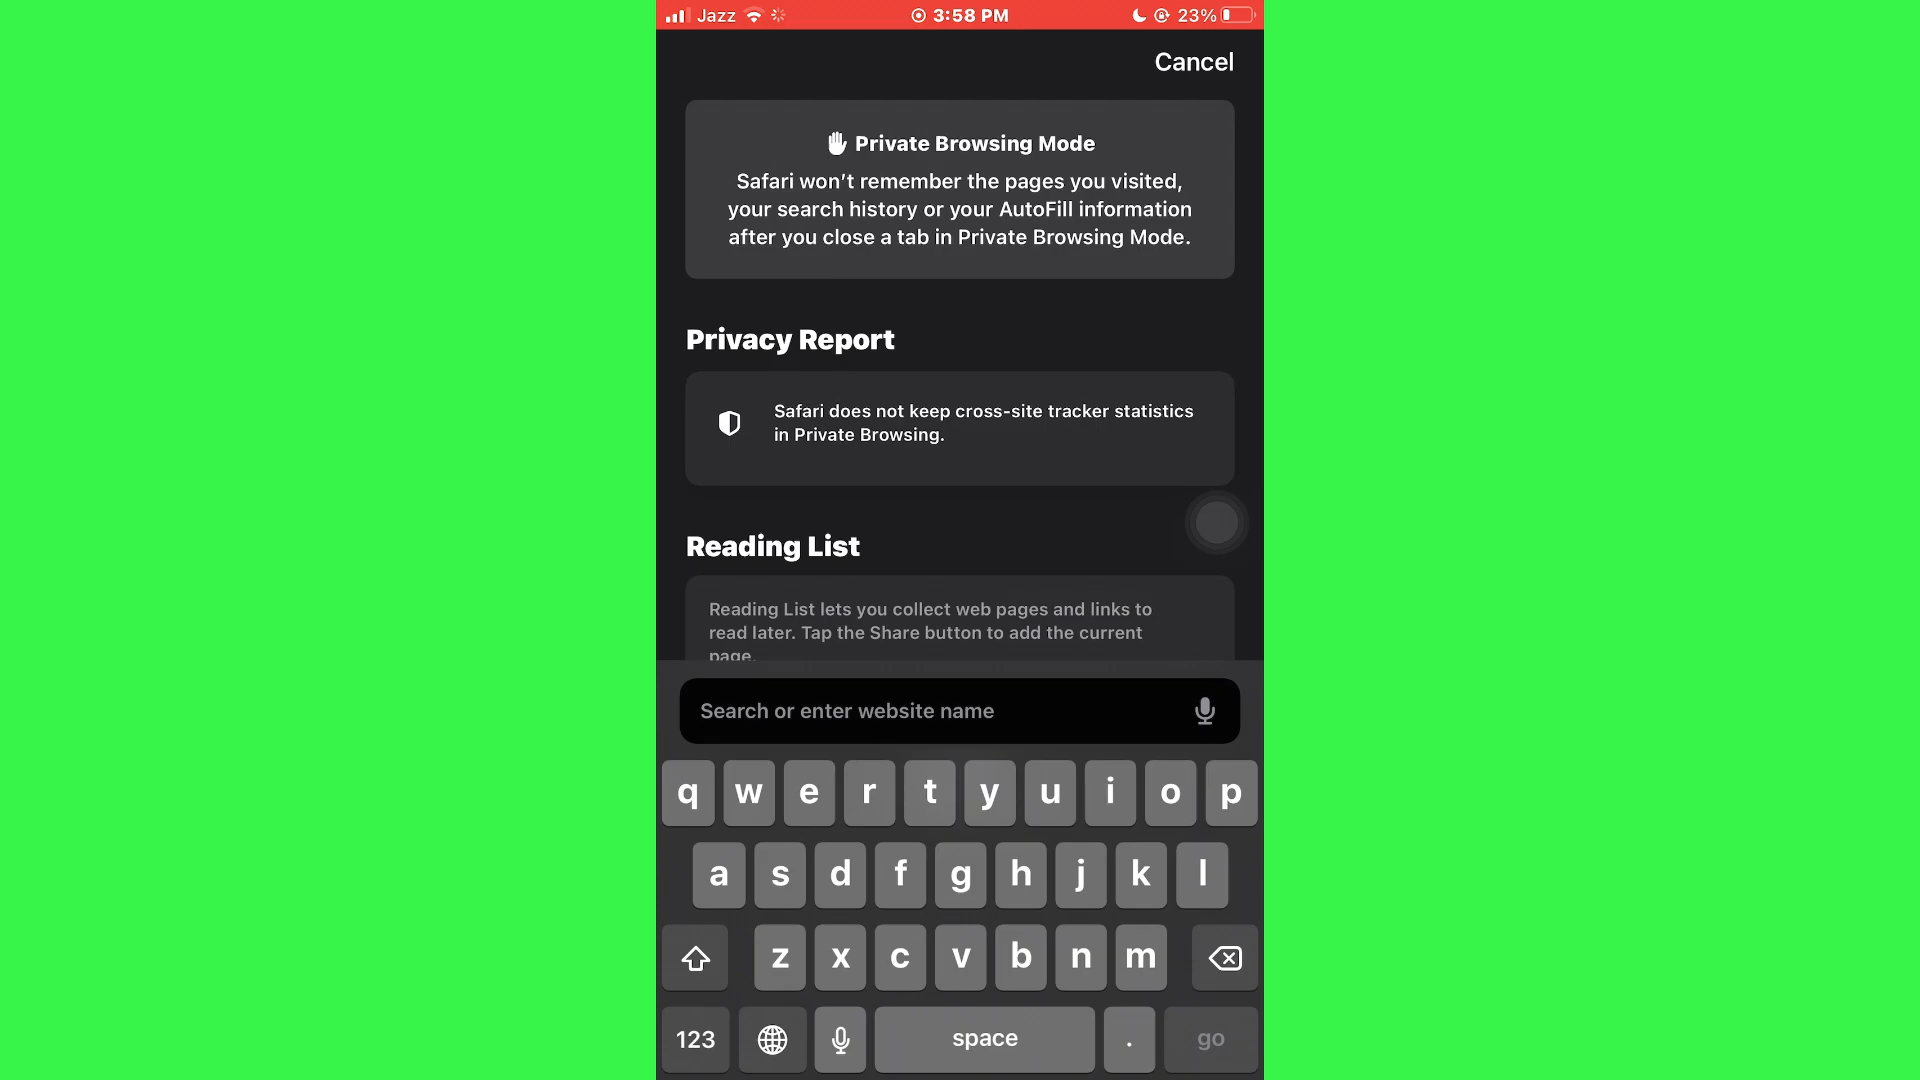 Jazz 3:58 PM 23%
Cancel
Private Browsing Mode
Safari won’t remember the pages you visited,
your search history or your AutoFill information
after you close a tab in Private Browsing Mode.
Privacy Report
Safari does not keep cross-site tracker statistics
in Private Browsing.
Reading List
Reading List lets you collect web pages and links to
read later. Tap the Share button to add the current
page.
Search or enter website name
q w e r t y u i o p
a s d f g h j k l
z x c v b n m
123 space . go